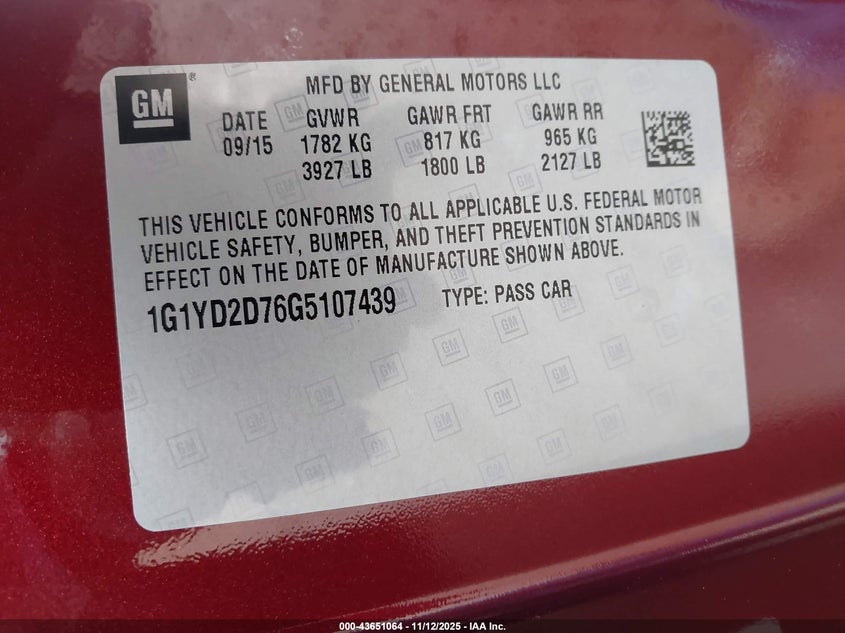 GM ® MFD BY GENERAL MOTORS LLC
DATE GVWR GAWR FRT GAWR RR
09/15 1782 KG 817 KG 965 KG
3927 LB 1800 LB 2127 LB
THIS VEHICLE CONFORMS TO ALL APPLICABLE U.S. FEDERAL MOTOR
VEHICLE SAFETY, BUMPER, AND THEFT PREVENTION STANDARDS IN
EFFECT ON THE DATE OF MANUFACTURE SHOWN ABOVE.
1G1YD2D76G5107439 TYPE: PASS CAR
000-43651064 - 11/12/2025 - IAA Inc.